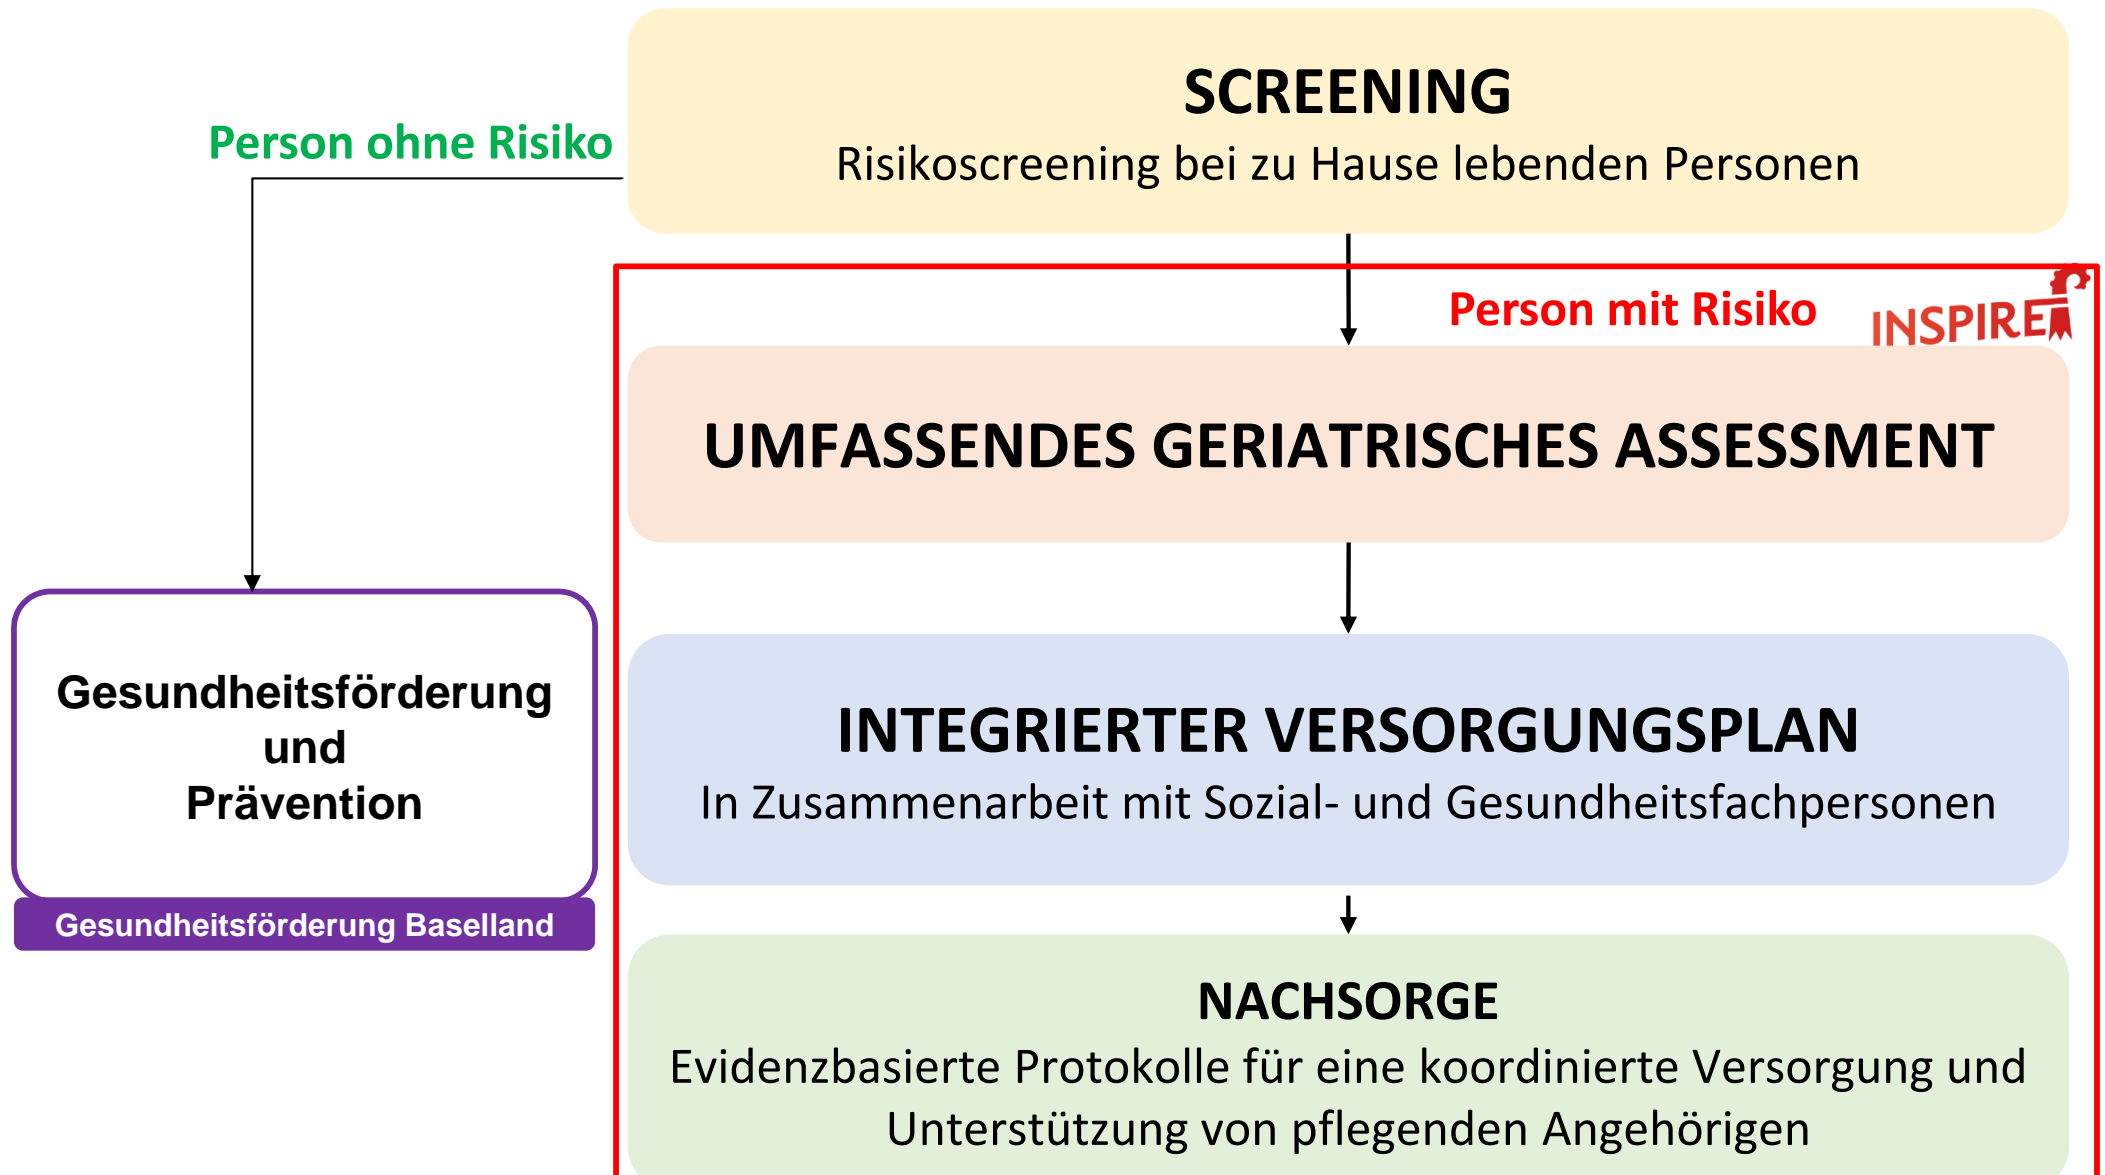 SCREENING
Risikoscreening bei zu Hause lebenden Personen
Person ohne Risiko
Person mit Risiko
INSPIRE
UMFASSENDES GERIATRISCHES ASSESSMENT
Gesundheitsförderung
und
Prävention
Gesundheitsförderung Baselland
INTEGRIERTER VERSORGUNGSPLAN
In Zusammenarbeit mit Sozial- und Gesundheitsfachpersonen
NACHSORGE
Evidenzbasierte Protokolle für eine koordinierte Versorgung und
Unterstützung von pflegenden Angehörigen